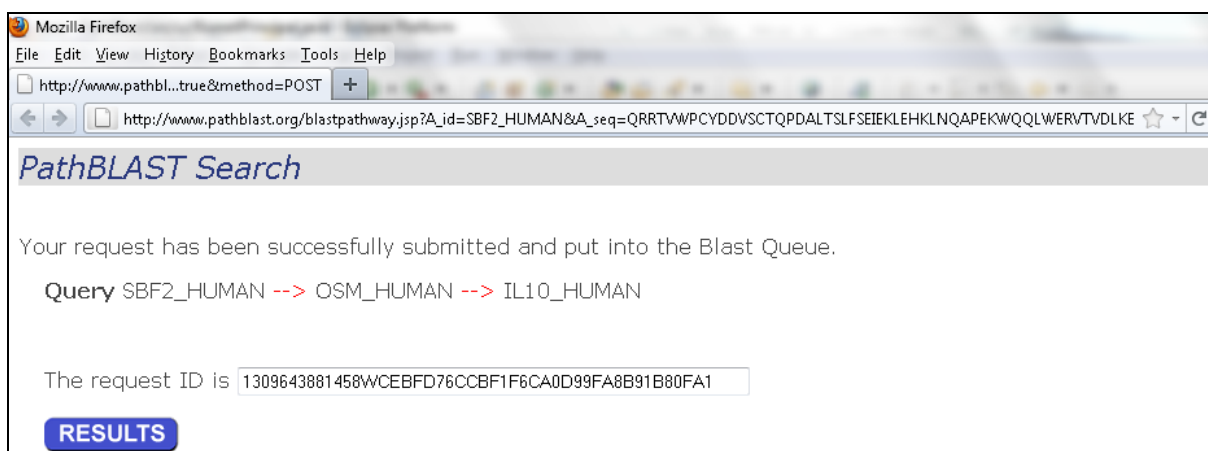 Mozilla Firefox
File Edit View History Bookmarks Tools Help
http://www.pathbl...true&method=POST +
http://www.pathblast.org/blastpathway.jsp?A_id=SBF2_HUMAN&A_seq=QRRTVWPCYDDVSCTQPDALTSLFSEIEKLEHKLNQAPEKWQQLWERVTVDLKE
PathBLAST Search
Your request has been successfully submitted and put into the Blast Queue.
Query SBF2_HUMAN --> OSM_HUMAN --> IL10_HUMAN
The request ID is 1309643881458WCEBFD76CCBF1F6CA0D99FA8B91B80FA1
RESULTS